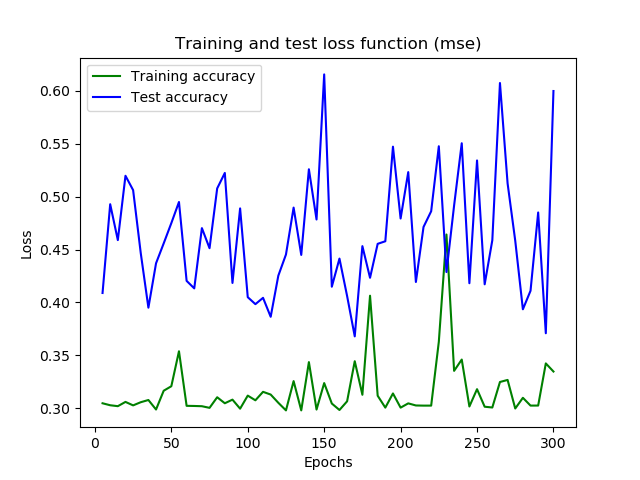 Training and test loss function (mse)
Training accuracy
Test accuracy
0.60
0.55
0.50
0.45
0.40
0.35
0.30
Loss
0 50 100 150 200 250 300
Epochs